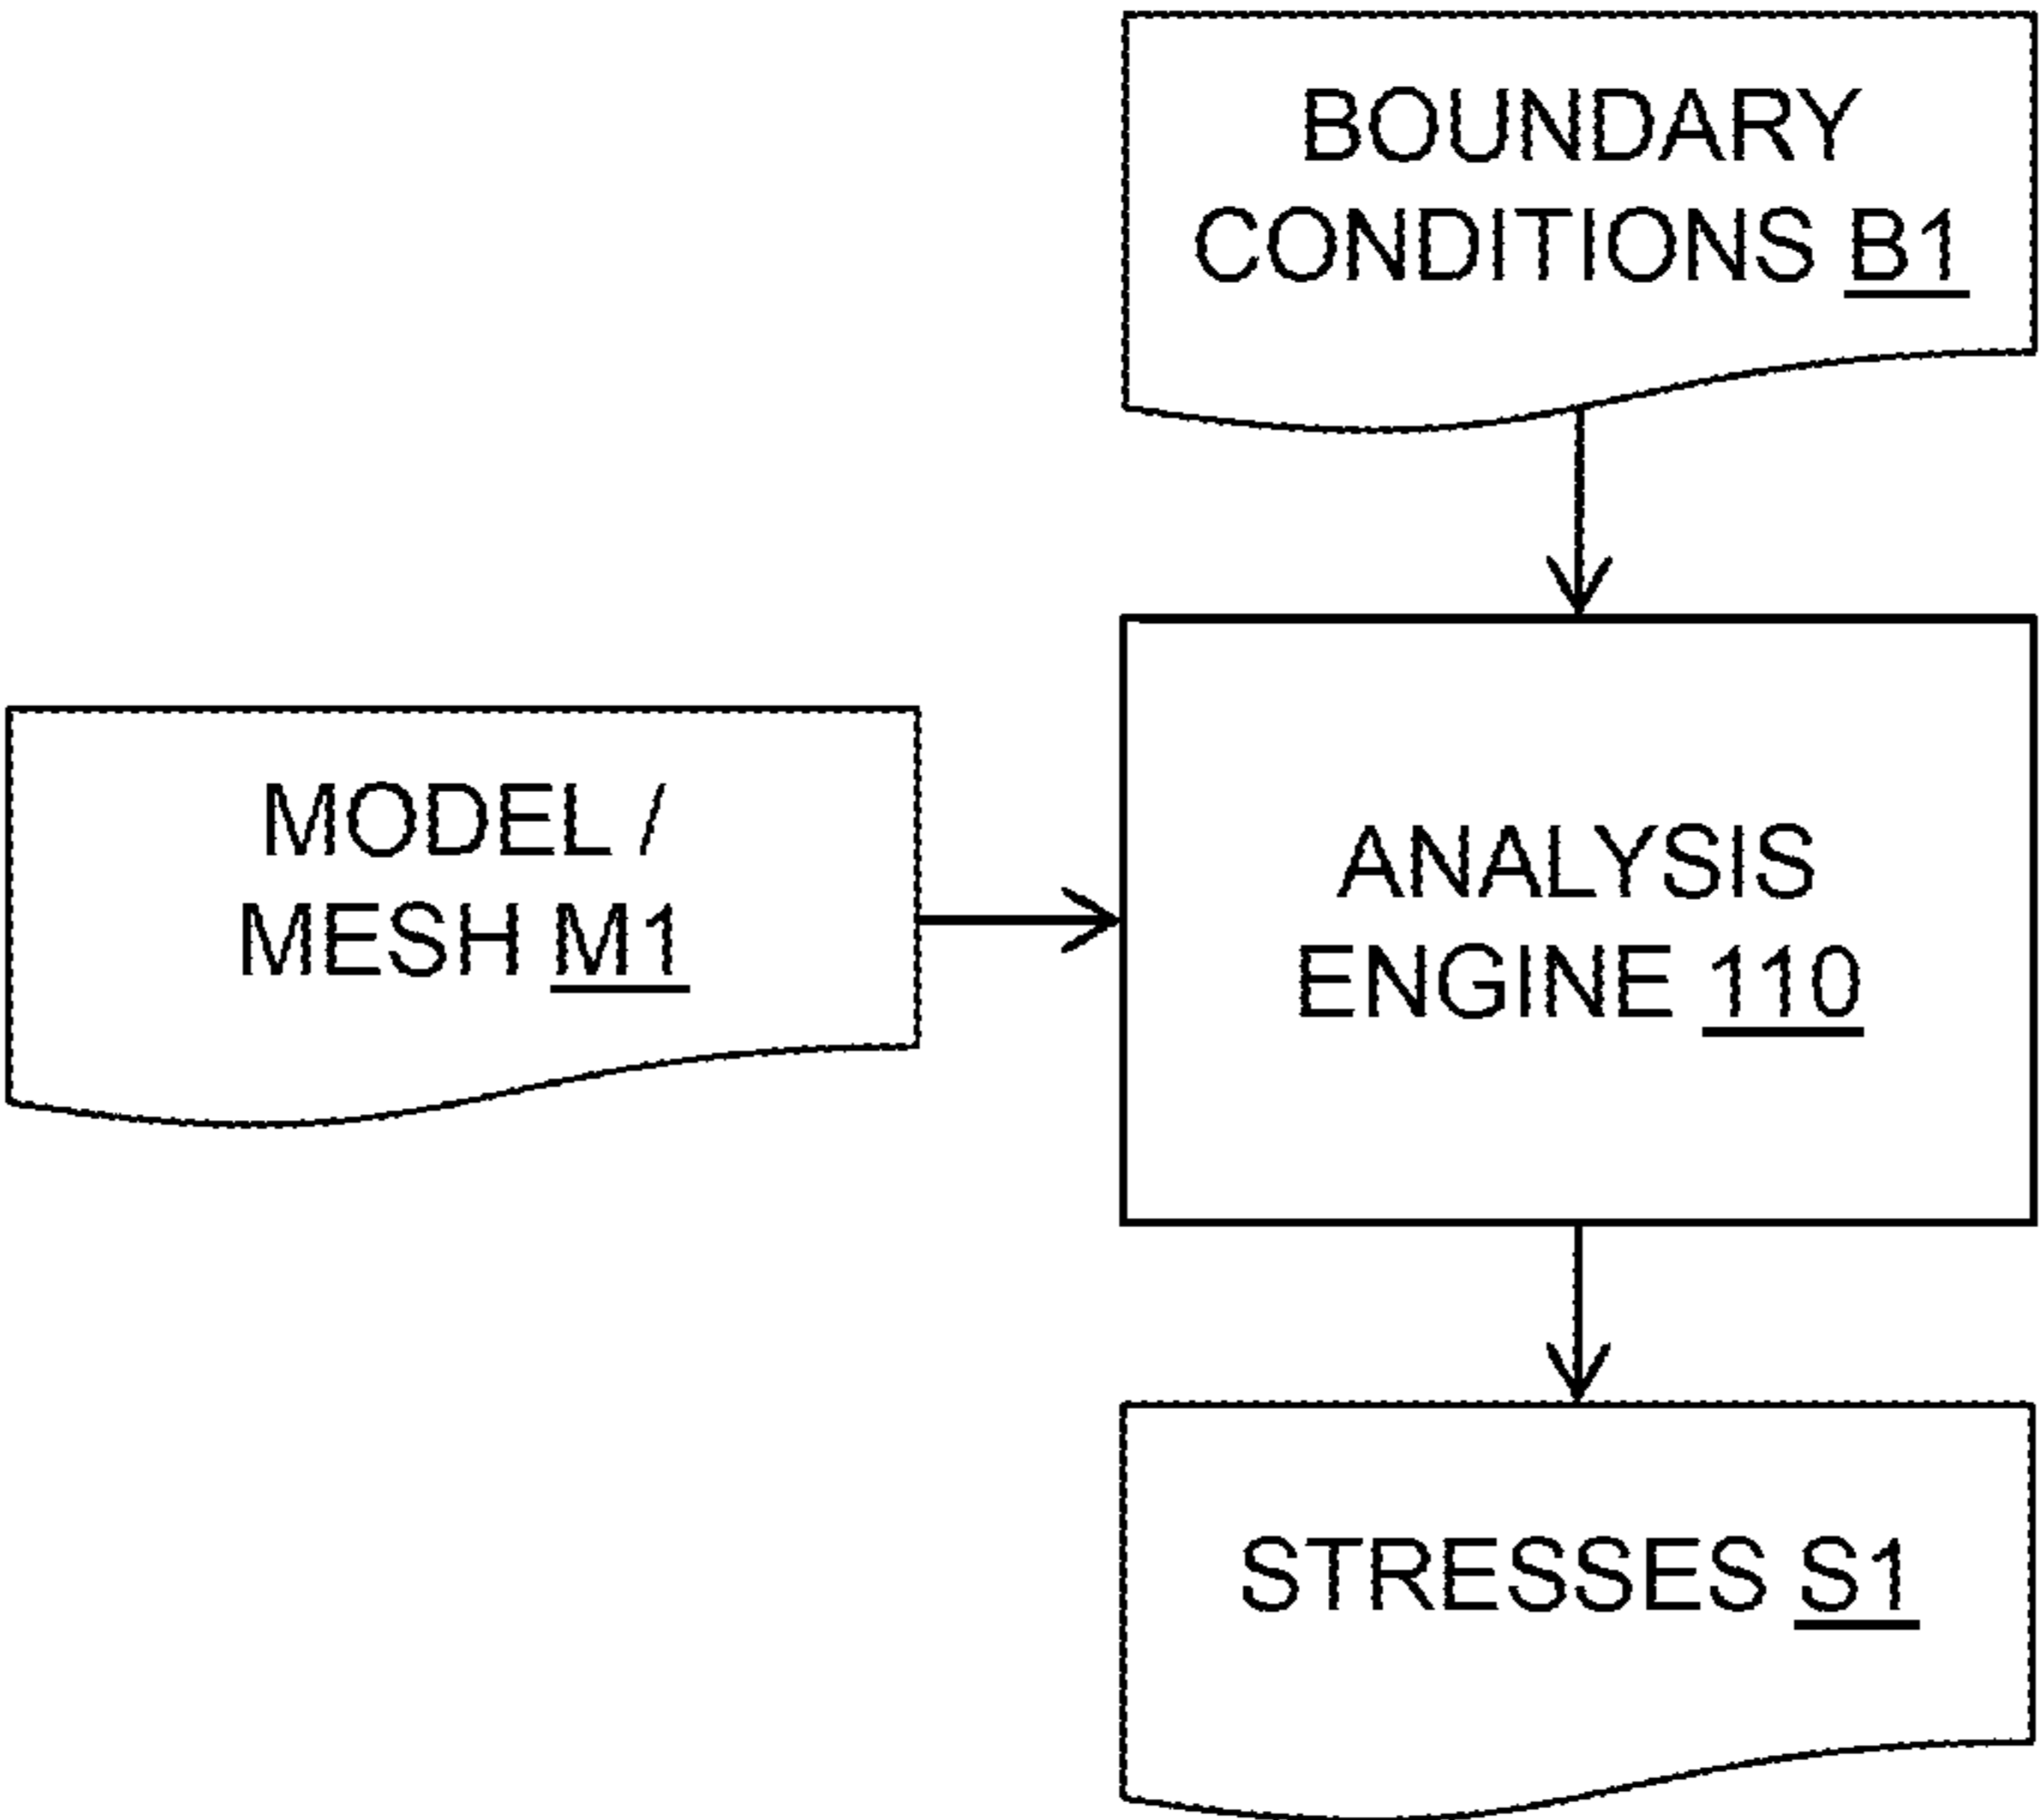 BOUNDARY
CONDITIONS B1
MODEL /
MESH M1
ANALYSIS
ENGINE 110
STRESSES S1